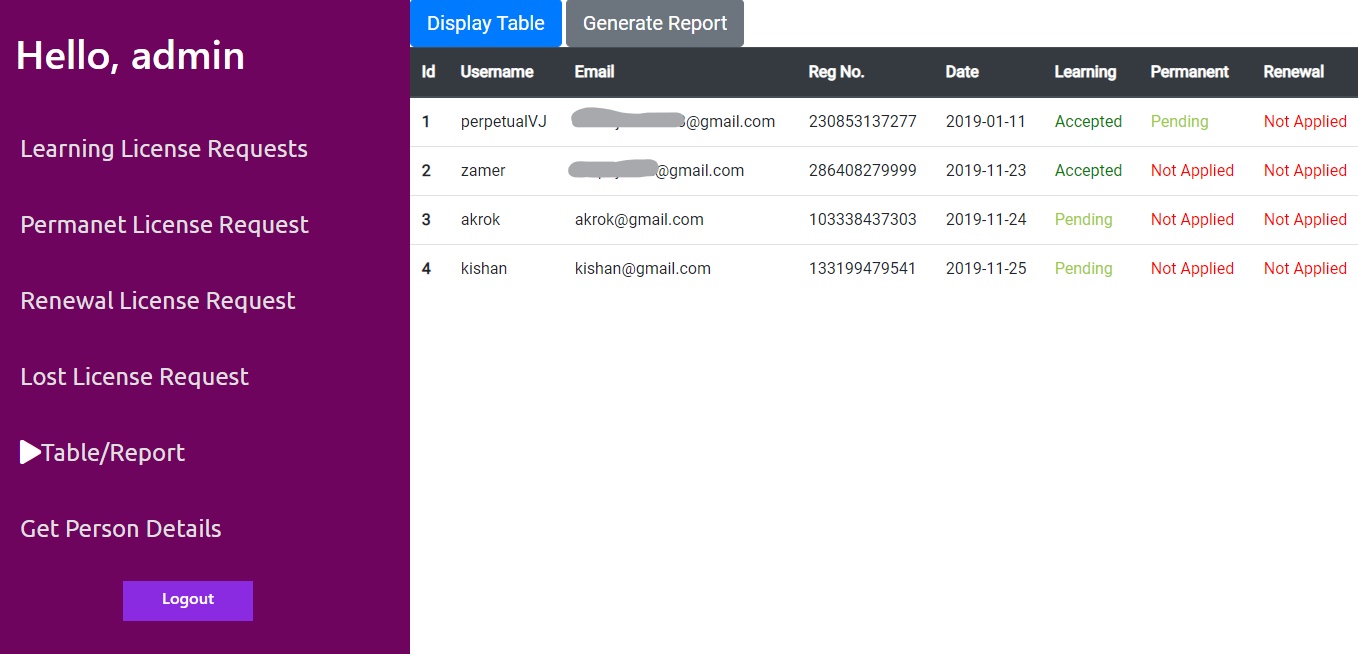 Hello, admin
Learning License Requests
Permanet License Request
Renewal License Request
Lost License Request
Table/Report
Get Person Details
Logout
Display Table Generate Report
Id Username Email Reg No. Date Learning Permanent Renewal
1 perpetualVJ @gmail.com 230853137277 2019-01-11 Accepted Pending Not Applied
2 zamer @gmail.com 286408279999 2019-11-23 Accepted Not Applied Not Applied
3 akrok akrok@gmail.com 103338437303 2019-11-24 Pending Not Applied Not Applied
4 kishan kishan@gmail.com 133199479541 2019-11-25 Pending Not Applied Not Applied